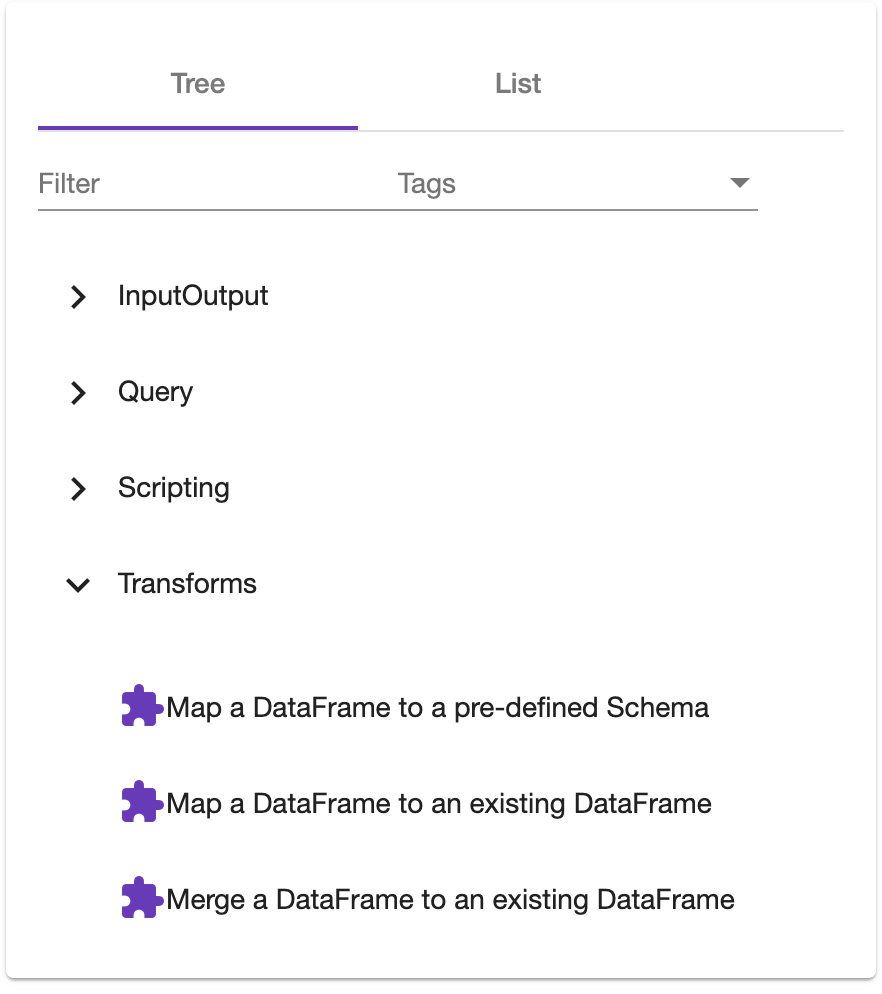 Tree List
Filter Tags
InputOutput
Query
Scripting
Transforms
Map a DataFrame to a pre-defined Schema
Map a DataFrame to an existing DataFrame
Merge a DataFrame to an existing DataFrame